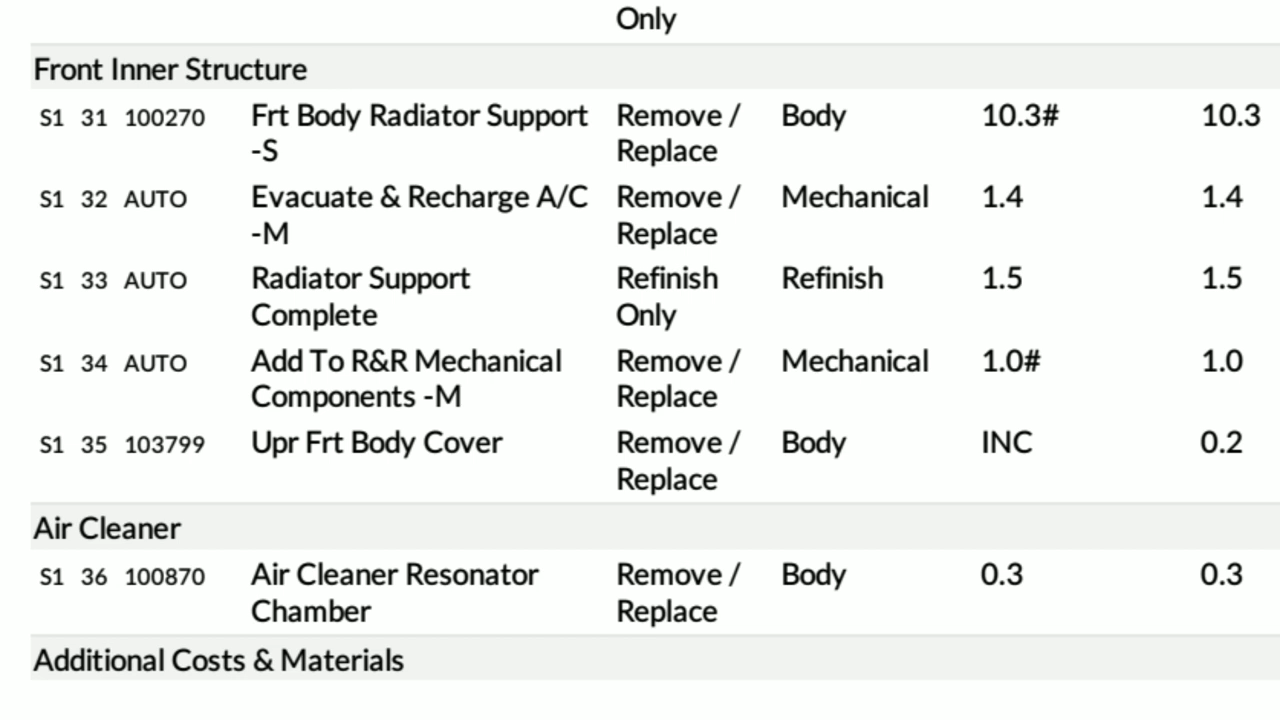 Only
Front Inner Structure
S1 31 100270 Frt Body Radiator Support Remove / Body 10.3# 10.3
-S Replace
S1 32 AUTO Evacuate & Recharge A/C Remove / Mechanical 1.4 1.4
-M Replace
S1 33 AUTO Radiator Support Refinish Refinish 1.5 1.5
Complete Only
S1 34 AUTO Add To R&R Mechanical Remove / Mechanical 1.0# 1.0
Components -M Replace
S1 35 103799 Upr Frt Body Cover Remove / Body INC 0.2
Replace
Air Cleaner
S1 36 100870 Air Cleaner Resonator Remove / Body 0.3 0.3
Chamber Replace
Additional Costs & Materials